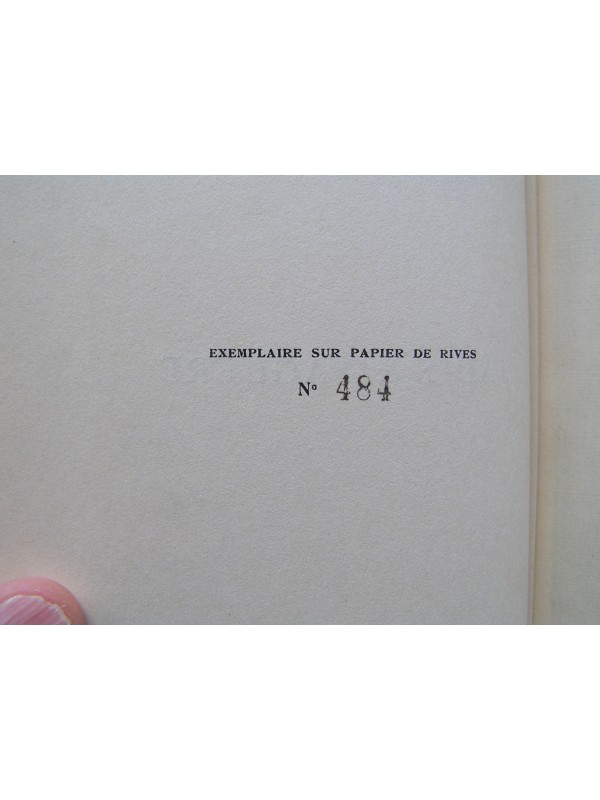 EXEMPLAIRE SUR PAPIER DE RIVES
N° 484